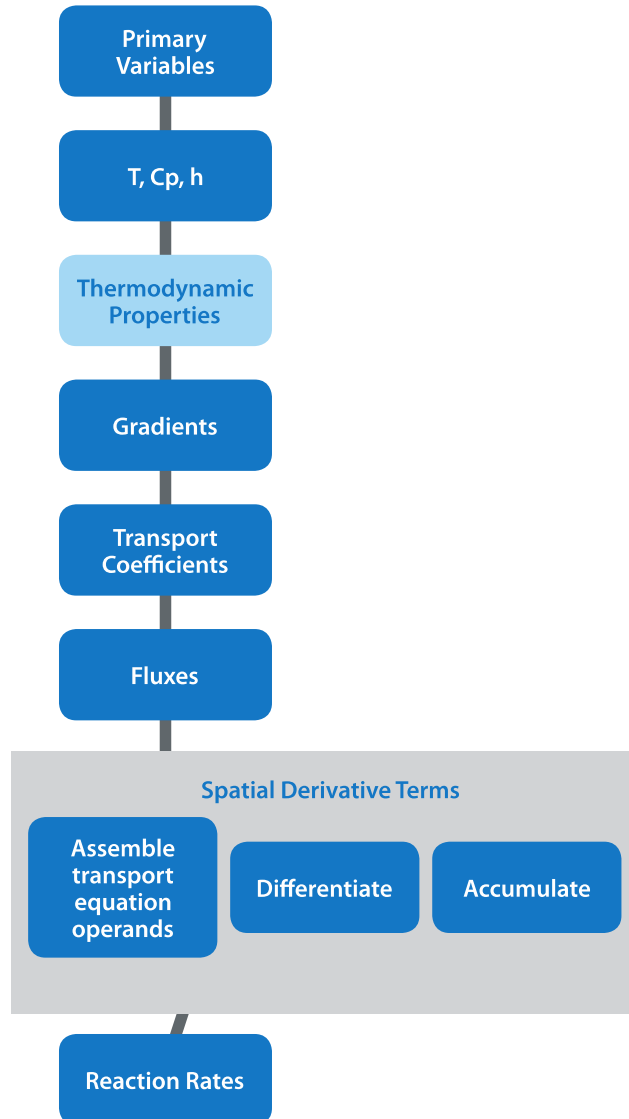 Primary
Variables
T, Cp, h
Thermodynamic
Properties
Gradients
Transport
Coefficients
Fluxes
Spatial Derivative Terms
Assemble
transport
equation
operands
Differentiate
Accumulate
Reaction Rates